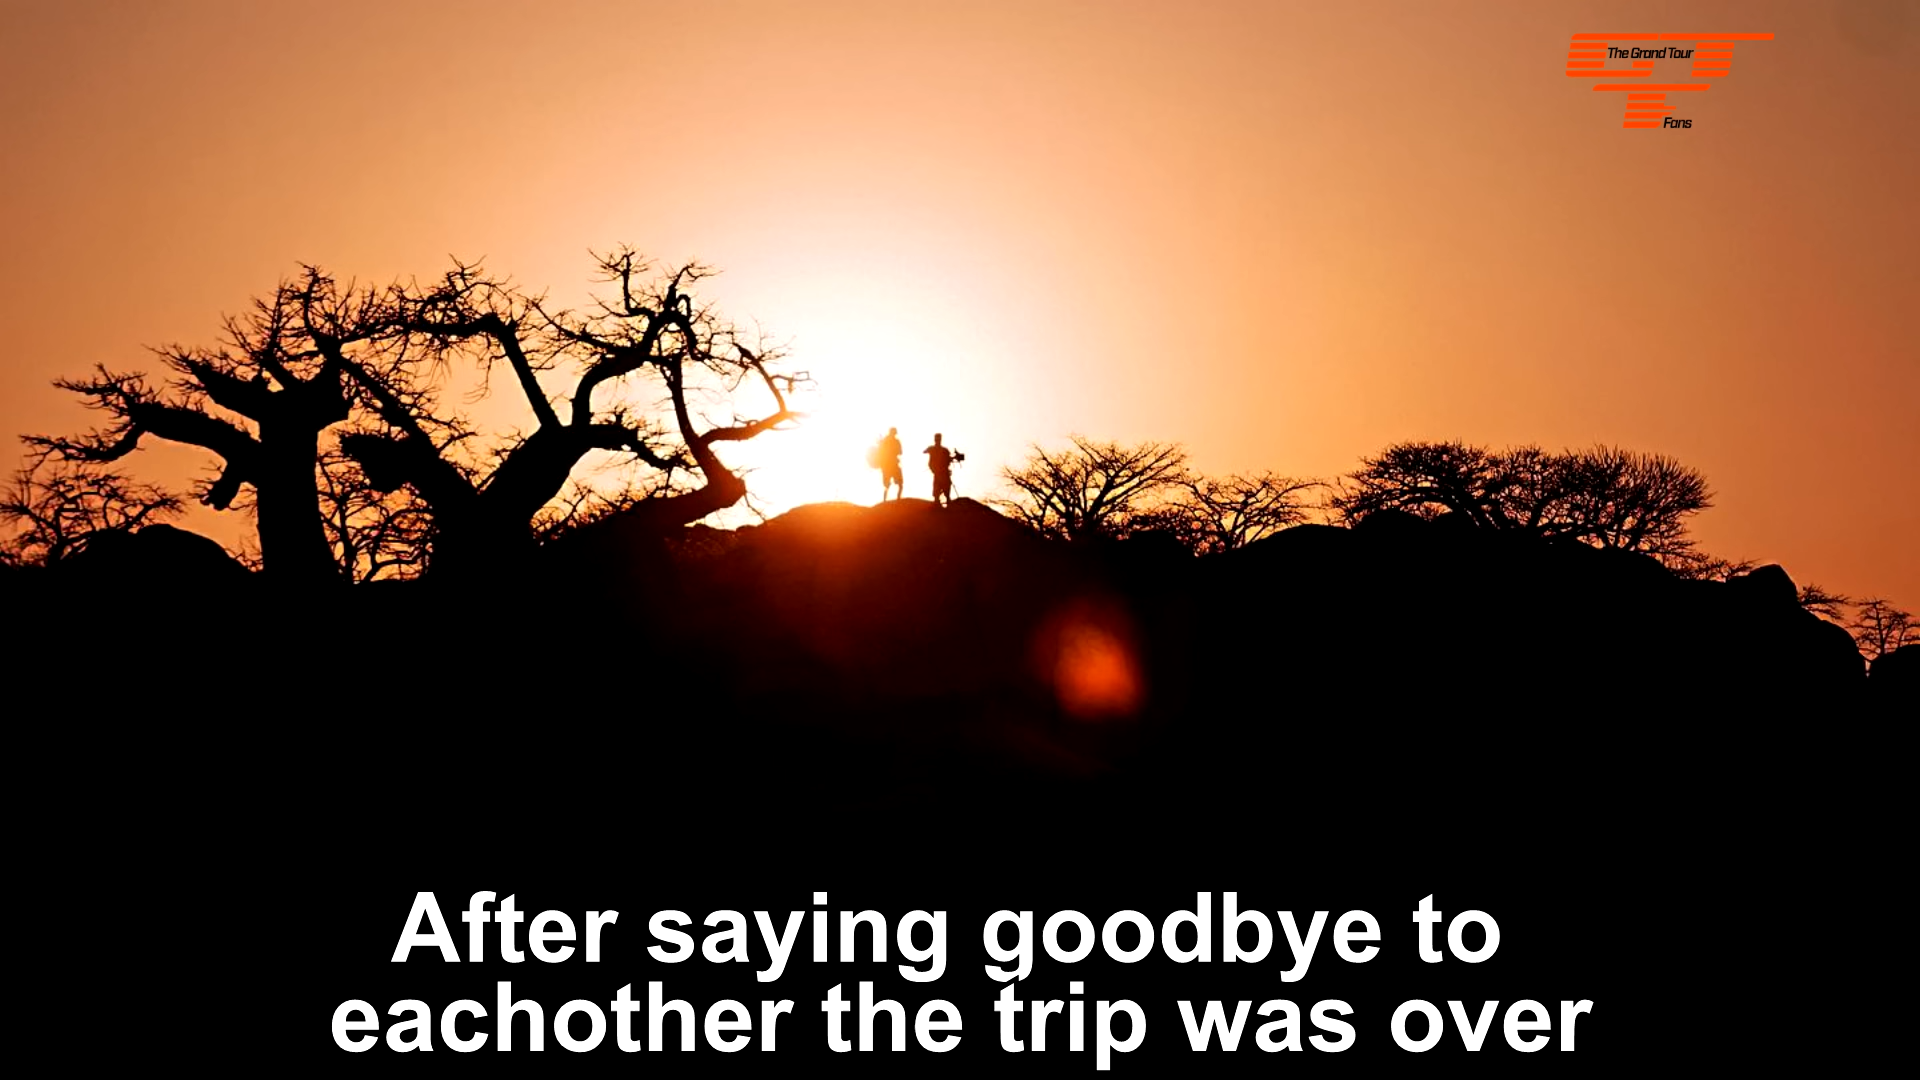 The Grand Tour
Fans
After saying goodbye to
eachother the trip was over